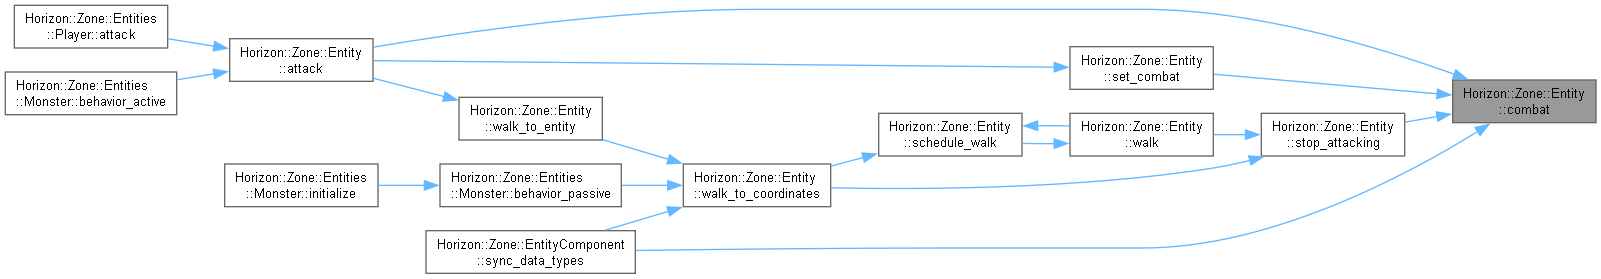 Horizon::Zone::Entities
::Player::attack
Horizon::Zone::Entities
::Monster::behavior_active
Horizon::Zone::Entity
::attack
Horizon::Zone::Entity
::walk_to_entity
Horizon::Zone::Entities
::Monster::initialize
Horizon::Zone::Entities
::Monster::behavior_passive
Horizon::Zone::EntityComponent
::sync_data_types
Horizon::Zone::Entity
::walk_to_coordinates
Horizon::Zone::Entity
::schedule_walk
Horizon::Zone::Entity
::set_combat
Horizon::Zone::Entity
::walk
Horizon::Zone::Entity
::stop_attacking
Horizon::Zone::Entity
::combat